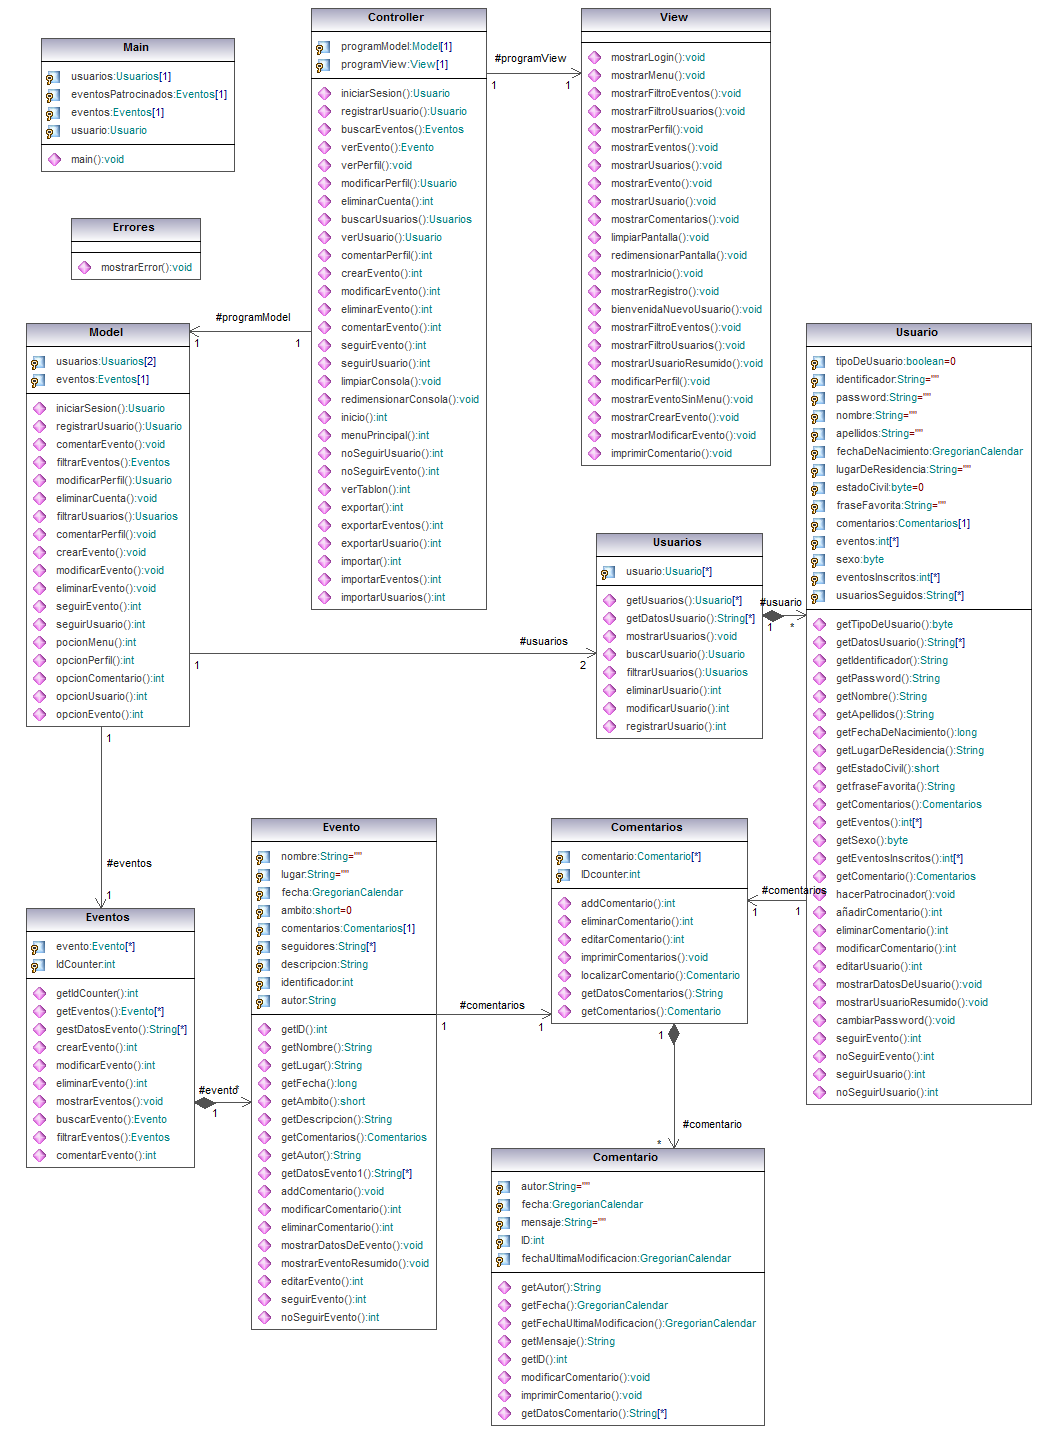 Main
usuarios:Usuarios[1]
eventosPatrocinados:Eventos[1]
eventos:Eventos[1]
usuario:Usuario
main():void
Errores
mostrarError():void
Controller
programModel:Model[1]
programView:View[1]
iniciarSesion():Usuario
registrarUsuario():Usuario
buscarEventos():Eventos
verEvento():Evento
verPerfil():void
modificarPerfil():Usuario
eliminarCuenta():int
buscarUsuarios():Usuarios
verUsuario():Usuario
comentarPerfil():int
crearEvento():int
modificarEvento():int
eliminarEvento():int
comentarEvento():int
seguirEvento():int
seguirUsuario():int
limpiarConsola():void
redimensionarConsola():void
inicio():int
menuPrincipal():int
noSeguirUsuario():int
noSeguirEvento():int
verTablon():int
exportar():int
exportarEventos():int
exportarUsuario():int
importar():int
importarEventos():int
importarUsuarios():int
#programView
1
1
View
mostrarLogin():void
mostrarMenu():void
mostrarFiltroEventos():void
mostrarFiltroUsuarios():void
mostrarPerfil():void
mostrarEventos():void
mostrarUsuarios():void
mostrarEvento():void
mostrarUsuario():void
mostrarComentarios():void
limpiarPantalla():void
redimensionarPantalla():void
mostrarInicio():void
mostrarRegistro():void
bienvenidaNuevoUsuario():void
mostrarFiltroEventos():void
mostrarFiltroUsuarios():void
mostrarUsuarioResumido():void
modificarPerfil():void
mostrarEventoSinMenu():void
mostrarCrearEvento():void
mostrarModificarEvento():void
imprimirComentario():void
#programModel
1
1
Model
usuarios:Usuarios[2]
eventos:Eventos[1]
iniciarSesion():Usuario
registrarUsuario():Usuario
comentarEvento():void
filtrarEventos():Eventos
modificarPerfil():Usuario
eliminarCuenta():void
filtrarUsuarios():Usuarios
comentarPerfil():void
crearEvento():void
modificarEvento():void
eliminarEvento():void
seguirEvento():int
seguirUsuario():int
pocionMenu():int
opcionPerfil():int
opcionComentario():int
opcionUsuario():int
opcionEvento():int
#usuarios
1
2
Usuarios
usuario:Usuario[*]
getUsuarios():Usuario[*]
getDatosUsuario():String[*]
mostrarUsuarios():void
buscarUsuario():Usuario
filtrarUsuarios():Usuarios
eliminarUsuario():int
modificarUsuario():int
registrarUsuario():int
#usuario
1
*
Usuario
tipoDeUsuario:boolean=0
identificador:String=""
password:String=""
nombre:String=""
apellidos:String=""
fechaDeNacimiento:GregorianCalendar
lugarDeResidencia:String=""
estadoCivil:byte=0
fraseFavorita:String=""
comentarios:Comentarios[1]
eventos:int[*]
sexo:byte
eventosInscritos:int[*]
usuariosSeguidos:String[*]
getTipoDeUsuario():byte
getDatosUsuario():String[*]
getIdentificador():String
getPassword():String
getNombre():String
getApellidos():String
getFechaDeNacimiento():long
getLugarDeResidencia():String
getEstadoCivil():short
getfraseFavorita():String
getComentarios():Comentarios
getEventos():int[*]
getSexo():byte
getEventosInscritos():int[*]
getComentario():Comentarios
hacerPatrocinador():void
añadirComentario():int
eliminarComentario():int
modificarComentario():int
editarUsuario():int
mostrarDatosDeUsuario():void
mostrarUsuarioResumido():void
cambiarPassword():void
seguirEvento():int
noSeguirEvento():int
seguirUsuario():int
noSeguirUsuario():int
1
#eventos
1
Eventos
evento:Evento[*]
IdCounter:int
getIdCounter():int
getEventos():Evento[*]
gestDatosEvento():String[*]
crearEvento():int
modificarEvento():int
eliminarEvento():int
mostrarEventos():void
buscarEvento():Evento
filtrarEventos():Eventos
comentarEvento():int
#evento
*
1
Evento
nombre:String=""
lugar:String=""
fecha:GregorianCalendar
ambito:short=0
comentarios:Comentarios[1]
seguidores:String[*]
descripcion:String
identificador:int
autor:String
getID():int
getNombre():String
getLugar():String
getFecha():long
getAmbito():short
getDescripcion():String
getComentarios():Comentarios
getAutor():String
getDatosEvento1():String[*]
addComentario():void
modificarComentario():int
eliminarComentario():int
mostrarDatosDeEvento():void
mostrarEventoResumido():void
editarEvento():int
seguirEvento():int
noSeguirEvento():int
#comentarios
1
1
Comentarios
comentario:Comentario[*]
IDcounter:int
addComentario():int
eliminarComentario():int
editarComentario():int
imprimirComentarios():void
localizarComentario():Comentario
getDatosComentarios():String
getComentarios():Comentario
#comentarios
1
1
1
#comentario
*
Comentario
autor:String=""
fecha:GregorianCalendar
mensaje:String=""
ID:int
fechaUltimaModificacion:GregorianCalendar
getAutor():String
getFecha():GregorianCalendar
getFechaUltimaModificacion():GregorianCalendar
getMensaje():String
getID():int
modificarComentario():void
imprimirComentario():void
getDatosComentario():String[*]